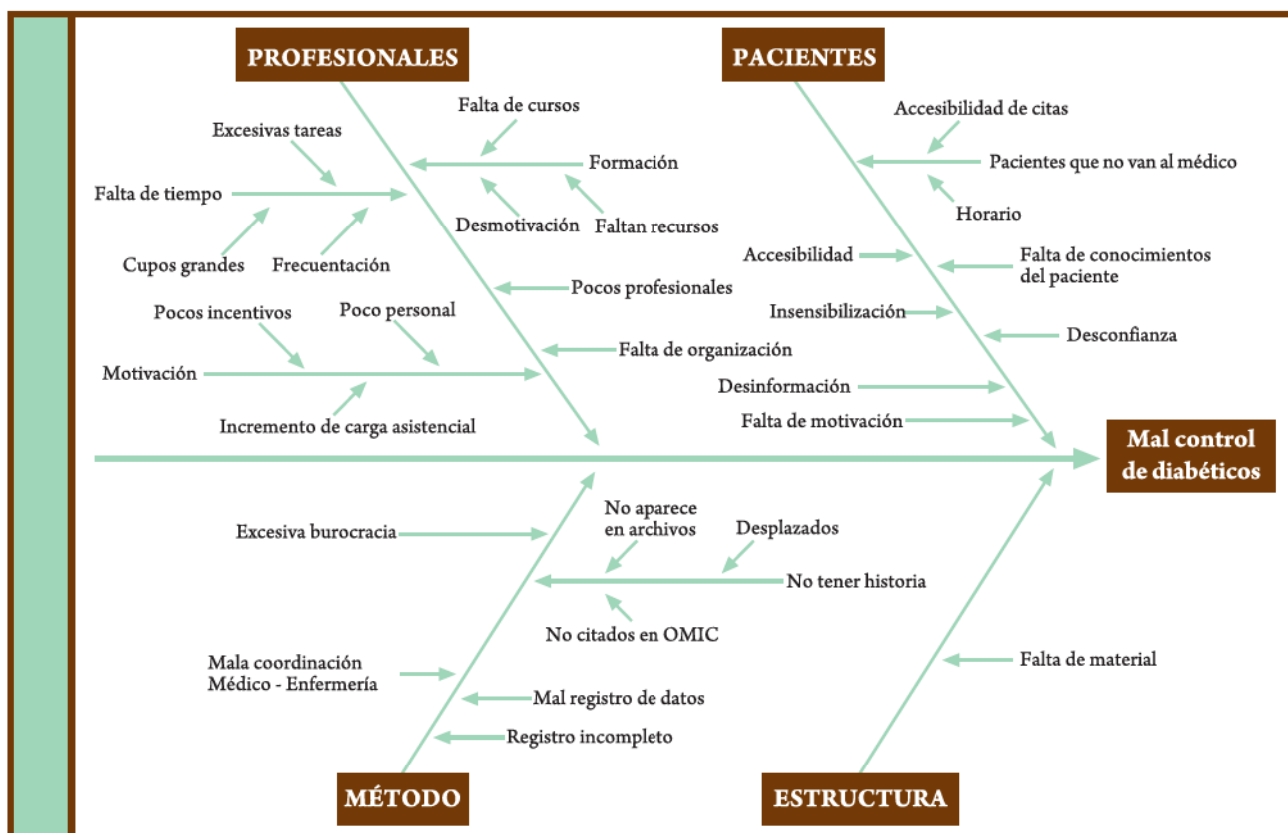 PROFESIONALES
PACIENTES
Falta de cursos
Accesibilidad de citas
Excesivas tareas
Formación
Pacientes que no van al médico
Falta de tiempo
Desmotivación
Faltan recursos
Horario
Cupos grandes
Frecuentación
Accesibilidad
Falta de conocimientos
del paciente
Pocos profesionales
Pocos incentivos
Poco personal
Insensibilización
Desconfianza
Falta de organización
Motivación
Desinformación
Incremento de carga asistencial
Falta de motivación
Mal control
de diabéticos
Excesiva burocracia
No aparece
en archivos
Desplazados
No tener historia
No citados en OMIC
Mala coordinación
Médico - Enfermería
Falta de material
Mal registro de datos
Registro incompleto
MÉTODO
ESTRUCTURA